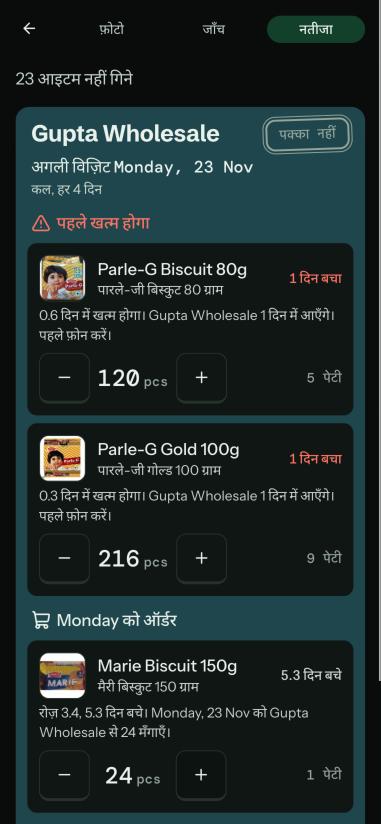 फ़ोटो
जाँच
नतीजा
23 आइटम नहीं गिने
Gupta Wholesale
पक्का नहीं
अगली विज़िट Monday, 23 Nov
कल, हर 4 दिन
पहले खत्म होगा
Parle-G Biscuit 80g
1 दिन बचा
पारले-जी बिस्कुट 80 ग्राम
0.6 दिन में खत्म होगा। Gupta Wholesale 1 दिन में आएँगे।
पहले फ़ोन करें।
− 120 pcs +
5 पेटी
Parle-G Gold 100g
1 दिन बचा
पारले-जी गोल्ड 100 ग्राम
0.3 दिन में खत्म होगा। Gupta Wholesale 1 दिन में आएँगे।
पहले फ़ोन करें।
− 216 pcs +
9 पेटी
Monday को ऑर्डर
Marie Biscuit 150g
5.3 दिन बचे
मैरी बिस्कुट 150 ग्राम
रोज़ 3.4, 5.3 दिन बचे। Monday, 23 Nov को Gupta
Wholesale से 24 मँगाएँ।
− 24 pcs +
1 पेटी